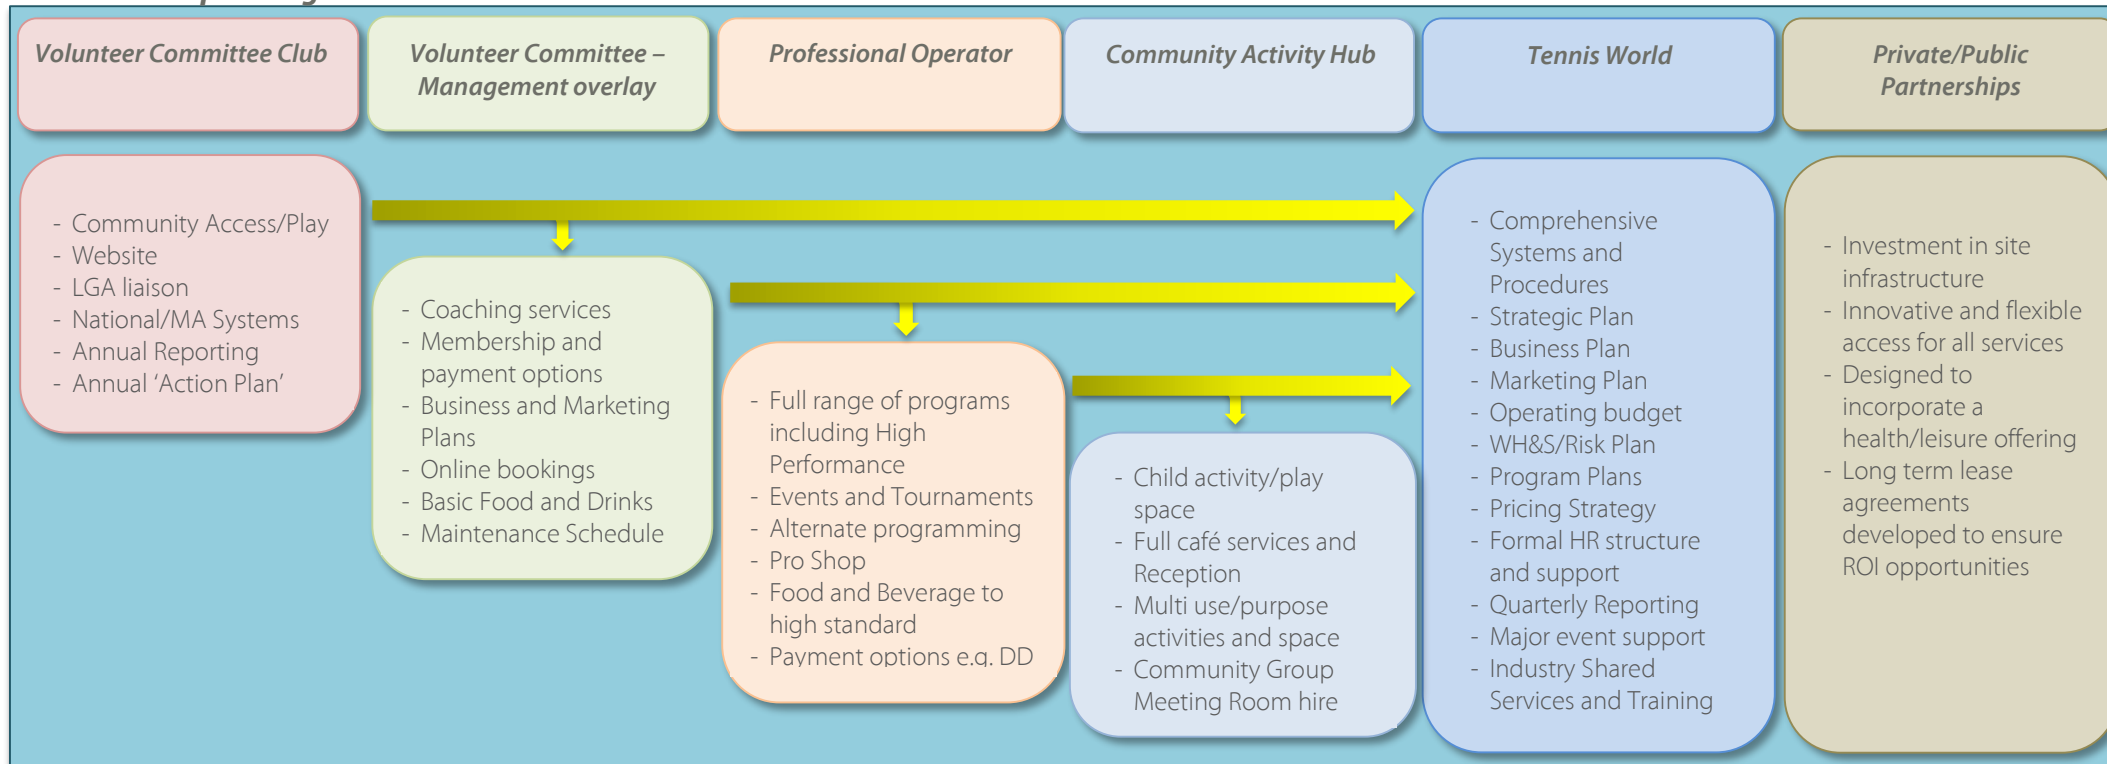 Volunteer Committee Club
Volunteer Committee –
Management overlay
Professional Operator
Community Activity Hub
Tennis World
Private/Public
Partnerships
- Community Access/Play
- Website
- LGA liaison
- National/MA Systems
- Annual Reporting
- Annual ‘Action Plan’
- Coaching services
- Membership and
payment options
- Business and Marketing
Plans
- Online bookings
- Basic Food and Drinks
- Maintenance Schedule
- Full range of programs
including High
Performance
- Events and Tournaments
- Alternate programming
- Pro Shop
- Food and Beverage to
high standard
- Payment options e.g. DD
- Child activity/play
space
- Full café services and
Reception
- Multi use/purpose
activities and space
- Community Group
Meeting Room hire
- Comprehensive
Systems and
Procedures
- Strategic Plan
- Business Plan
- Marketing Plan
- Operating budget
- WH&S/Risk Plan
- Program Plans
- Pricing Strategy
- Formal HR structure
and support
- Quarterly Reporting
- Major event support
- Industry Shared
Services and Training
- Investment in site
infrastructure
- Innovative and flexible
access for all services
- Designed to
incorporate a
health/leisure offering
- Long term lease
agreements
developed to ensure
ROI opportunities